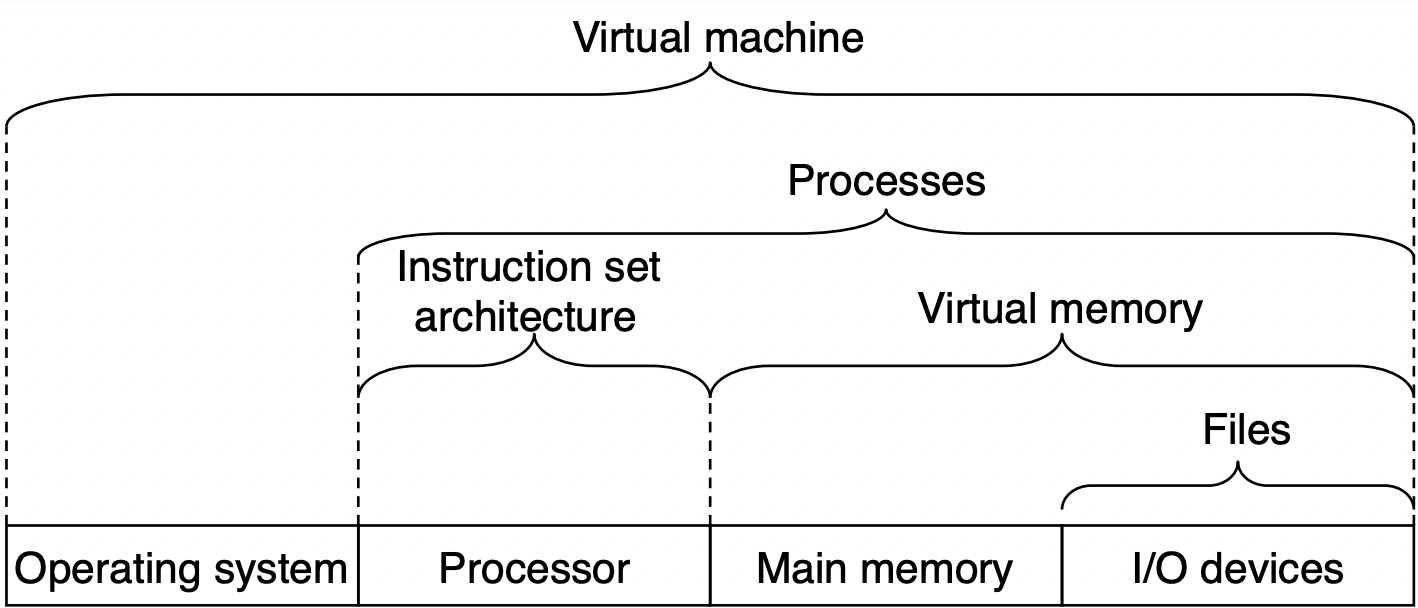 Virtual machine
Processes
Instruction set
architecture
Virtual memory
Files
Operating system
Processor
Main memory
I/O devices